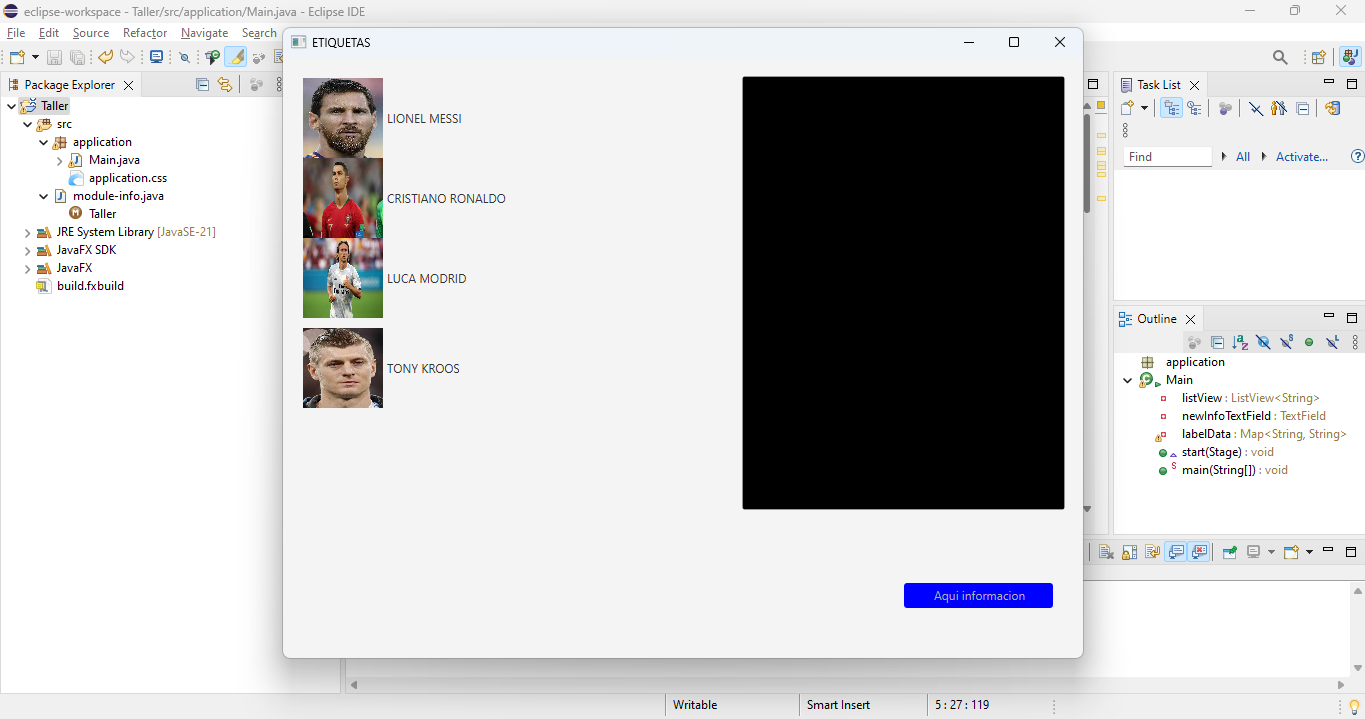 eclipse-workspace - Taller/src/application/Main.java - Eclipse IDE
File Edit Source Refactor Navigate Search
ETIQUETAS
Package Explorer
Taller
src
application
Main.java
application.css
module-info.java
Taller
JRE System Library [JavaSE-21]
JavaFX SDK
JavaFX
build.fxbuild
LIONEL MESSI
CRISTIANO RONALDO
LUCA MODRID
TONY KROOS
Aqui informacion
Task List
Find All Activate...
Outline
application
Main
listView : ListView<String>
newInfoTextField : TextField
labelData : Map<String, String>
start(Stage) : void
main(String[]) : void
Writable Smart Insert 5 : 27 : 119